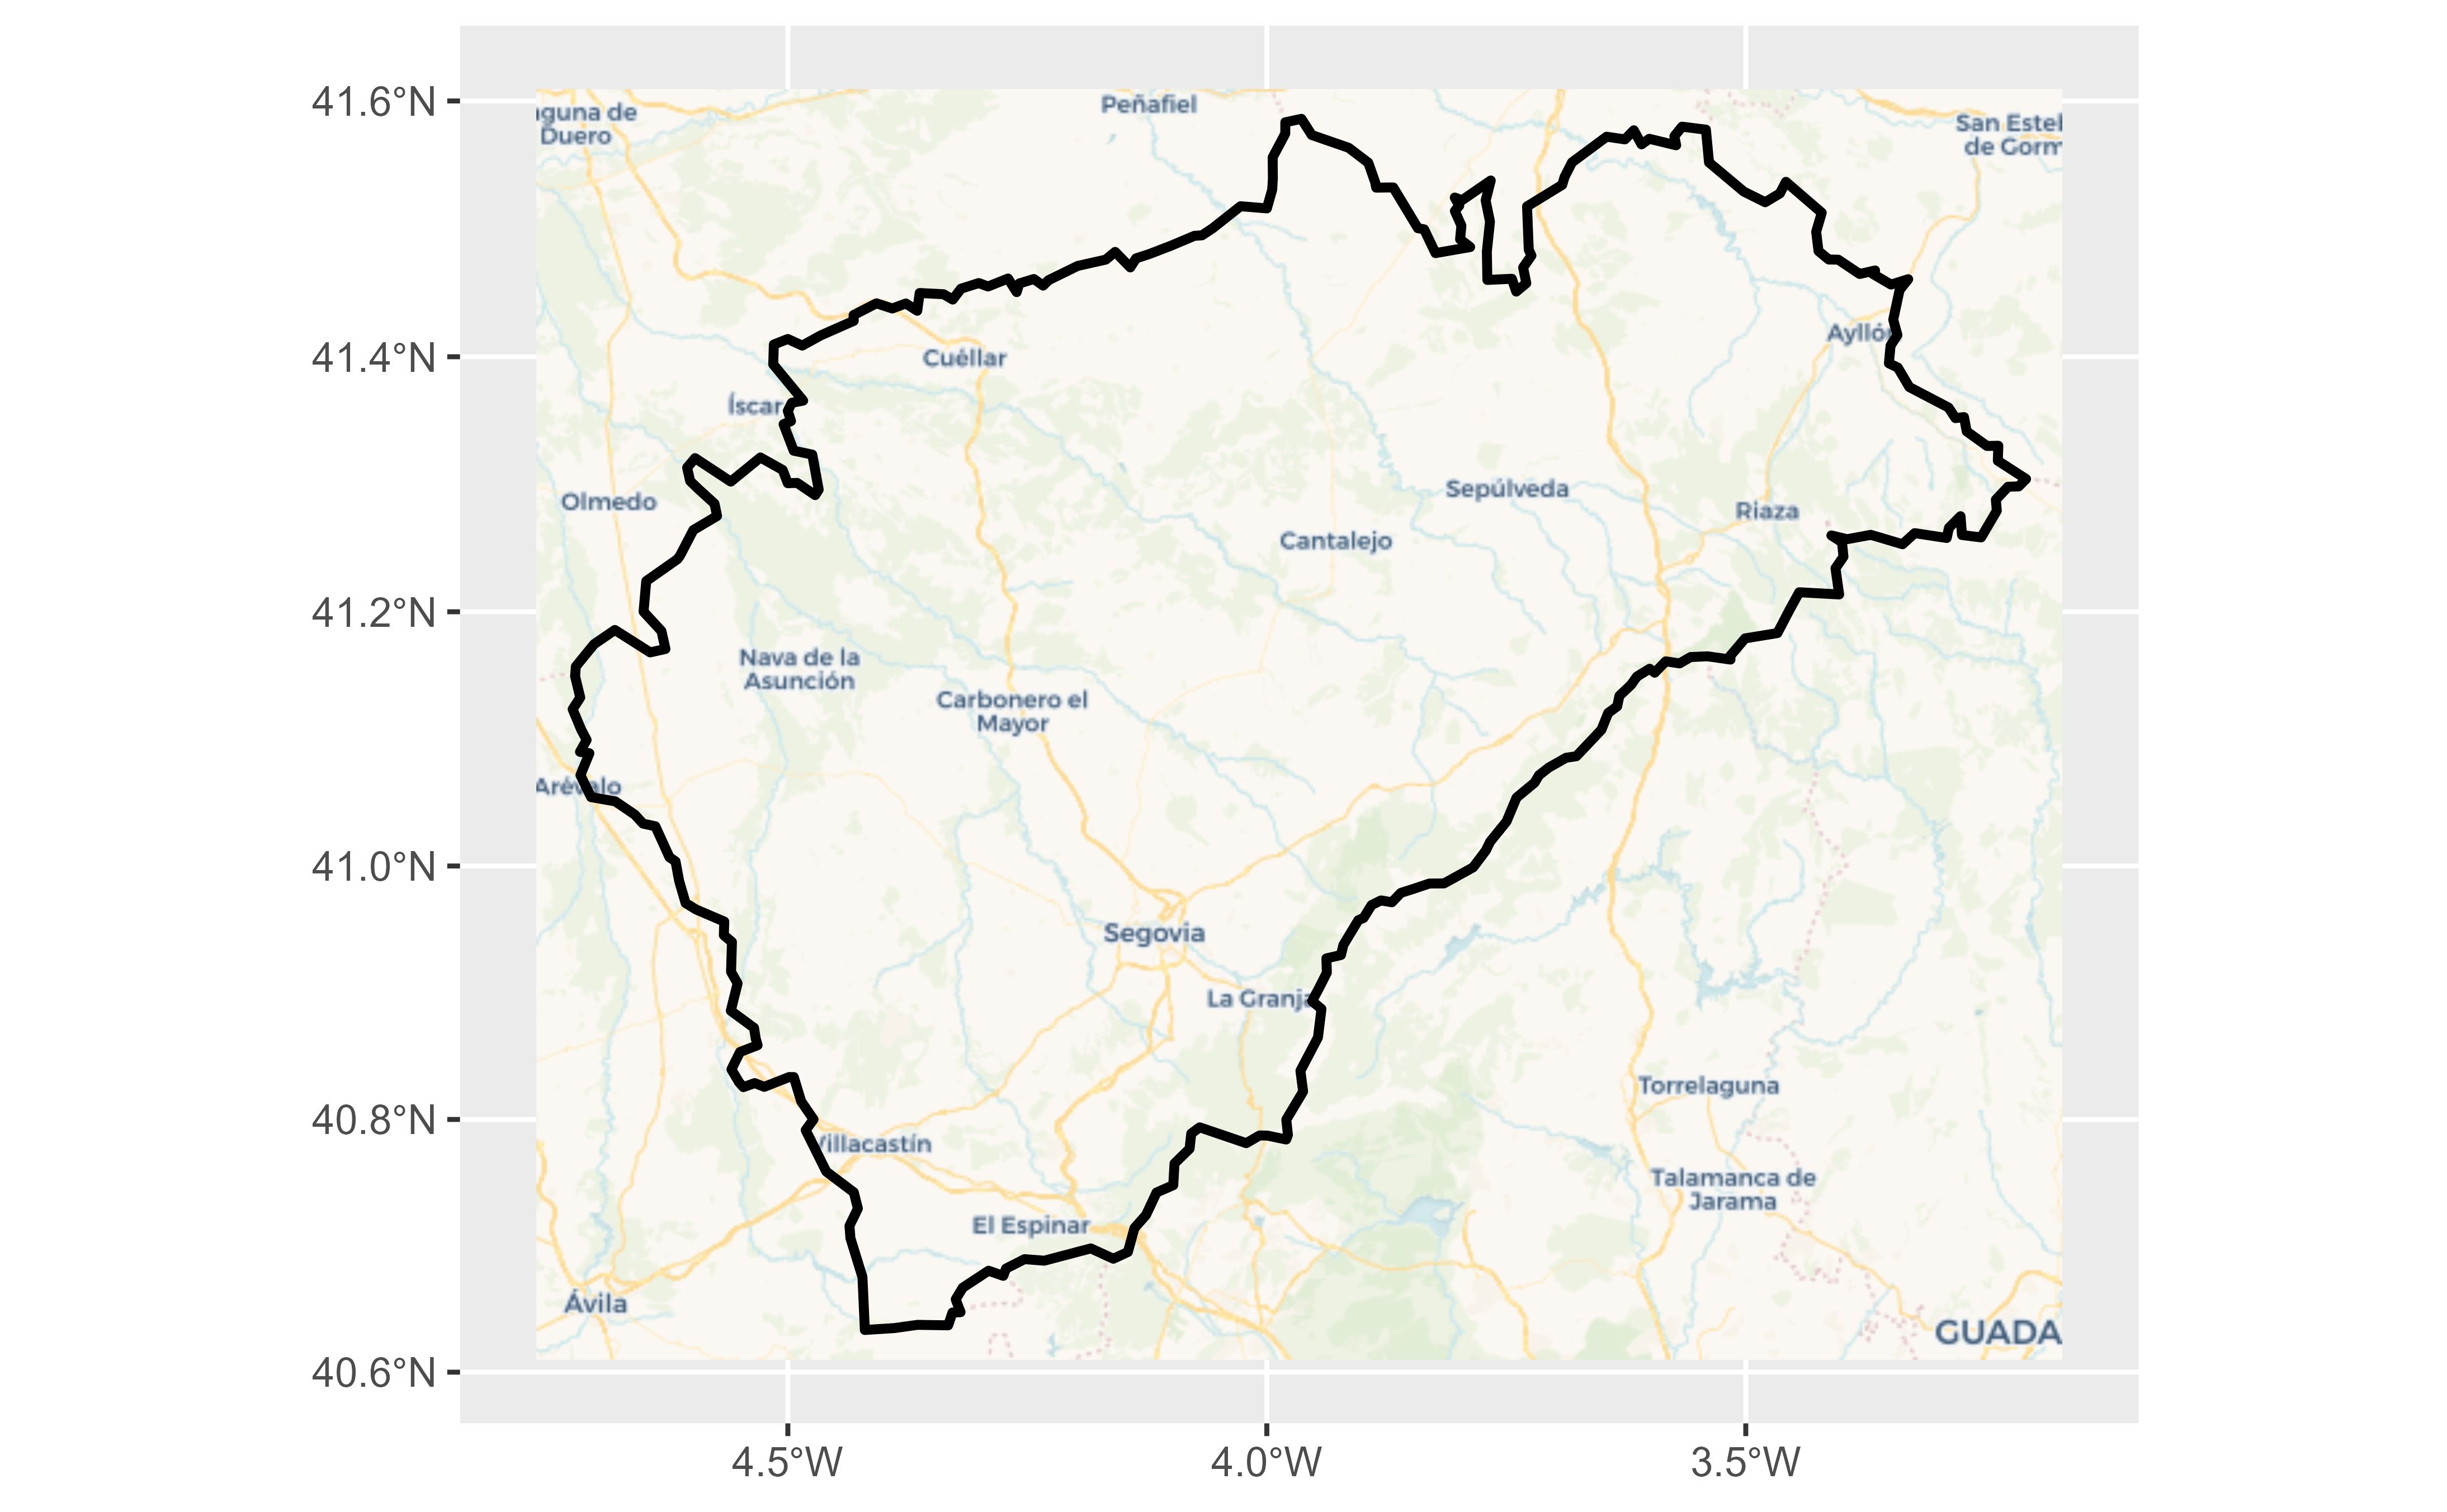 41.6°N
41.4°N
41.2°N
41.0°N
40.8°N
40.6°N
4.5°W
4.0°W
3.5°W
guna de
Duero
Peñafiel
San Estel
de Gorm
Cuéllar
Ayllón
Íscar
Olmedo
Sepúlveda
Riaza
Cantalejo
Nava de la
Asunción
Carbonero el
Mayor
Arévalo
Segovia
La Granja
Torrelaguna
Villacastín
Talamanca de
Jarama
El Espinar
Ávila
GUADA